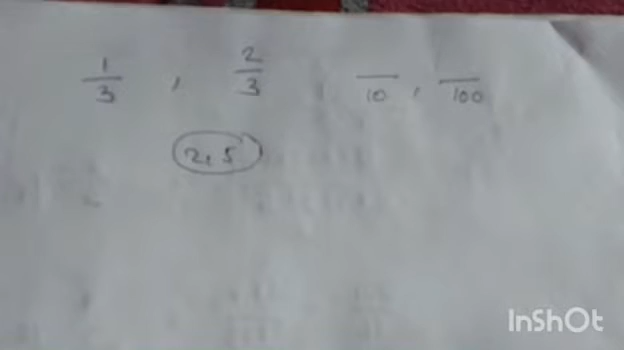 1/3 , 2/3 , /10 , /100
2, 5
InShOt